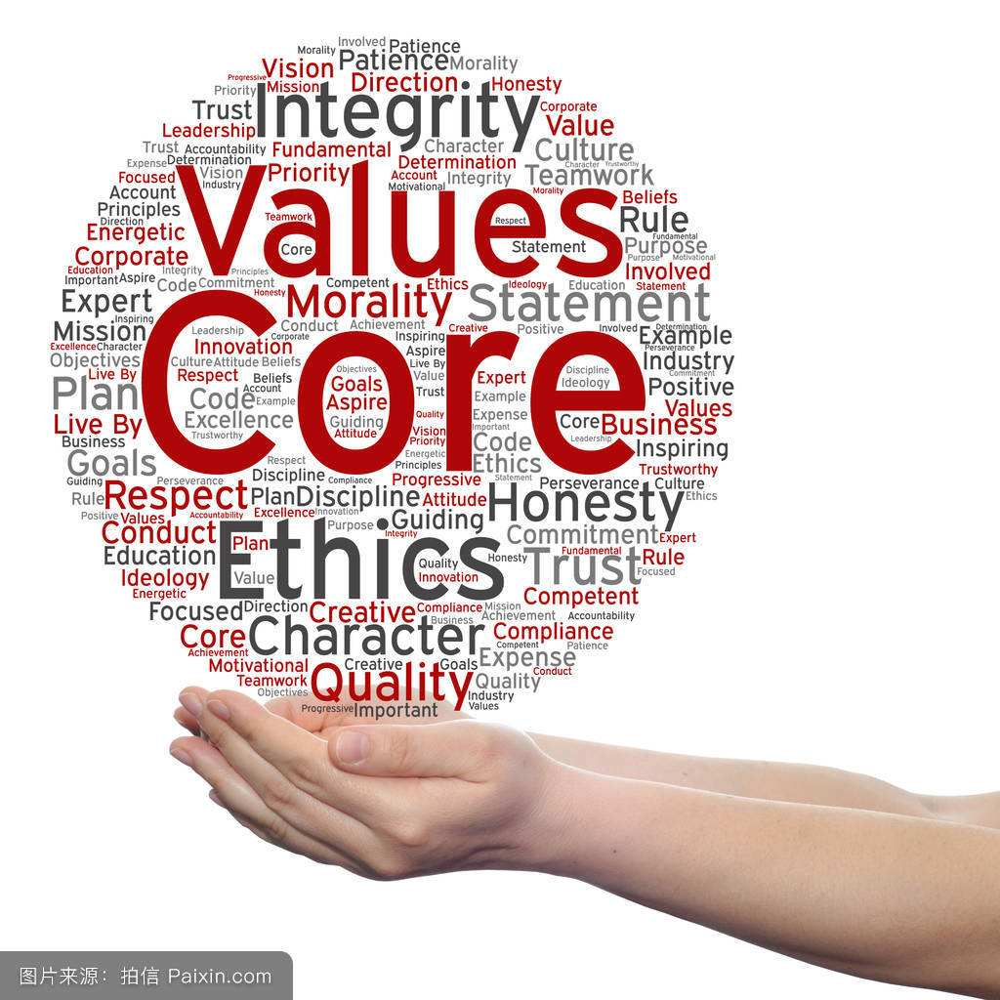 Involved
Morality Patience
Patience
Vision Morality
Progressive Direction
Priority Mission Honesty
Integrity
Trust Corporate
Leadership Value
Trust Accountability Fundamental Character Culture
Expense Determination Determination Character Trustworthy
Focused Vision Priority Account Integrity Teamwork
Industry Motivational Morality
Account Values Beliefs
Principles Teamwork Respect Rule
Direction
Energetic Core Statement Fundamental
Purpose
Corporate Purpose Motivational
Education Integrity Principles Involved
Important Aspire Code Commitment Competent Ethics Ideology Education Statement
Expert Honesty Morality Statement
Inspiring
Mission Leadership Conduct Achievement Creative Positive Involved Determination
Corporate Inspiring Example
Excellence Character Innovation Aspire Perseverance
Objectives Culture Attitude Beliefs Live By Industry
Live By Respect Beliefs Objectives Value Expert Discipline Commitment
Plan Core Account Goals Trust Ideology Positive
Code Example Aspire Example Values
Live By Excellence Guiding Quality Expense Core Business
Business Trustworthy Attitude Vision Important Leadership
Priority Code Inspiring
Goals Respect Energetic Ethics
Principles Trustworthy
Guiding Perseverance Discipline Compliance Progressive Statement Perseverance Culture
Rule Respect Plan Discipline Attitude Honesty Ethics
Positive Values Accountability Excellence Innovation Guiding
Conduct Purpose Integrity Commitment Expert
Plan Ethics
Education Quality Honesty Trust Fundamental Rule
Ideology Value Innovation Focused
Energetic Competent
Focused Direction Creative Compliance Mission
Business Achievement Accountability
Core Character Compliance
Achievement Competent Patience
Motivational Creative Goals Expense
Teamwork Quality Quality Conduct
Objectives Industry
Progressive Important Values
图片来源：拍信 Paixin.com